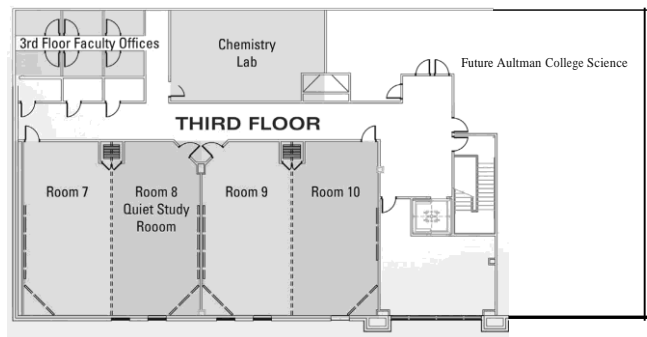 3rd Floor Faculty Offices
Chemistry
Lab
Future Aultman College Science
THIRD FLOOR
Room 7
Room 8
Quiet Study
Rooom
Room 9
Room 10